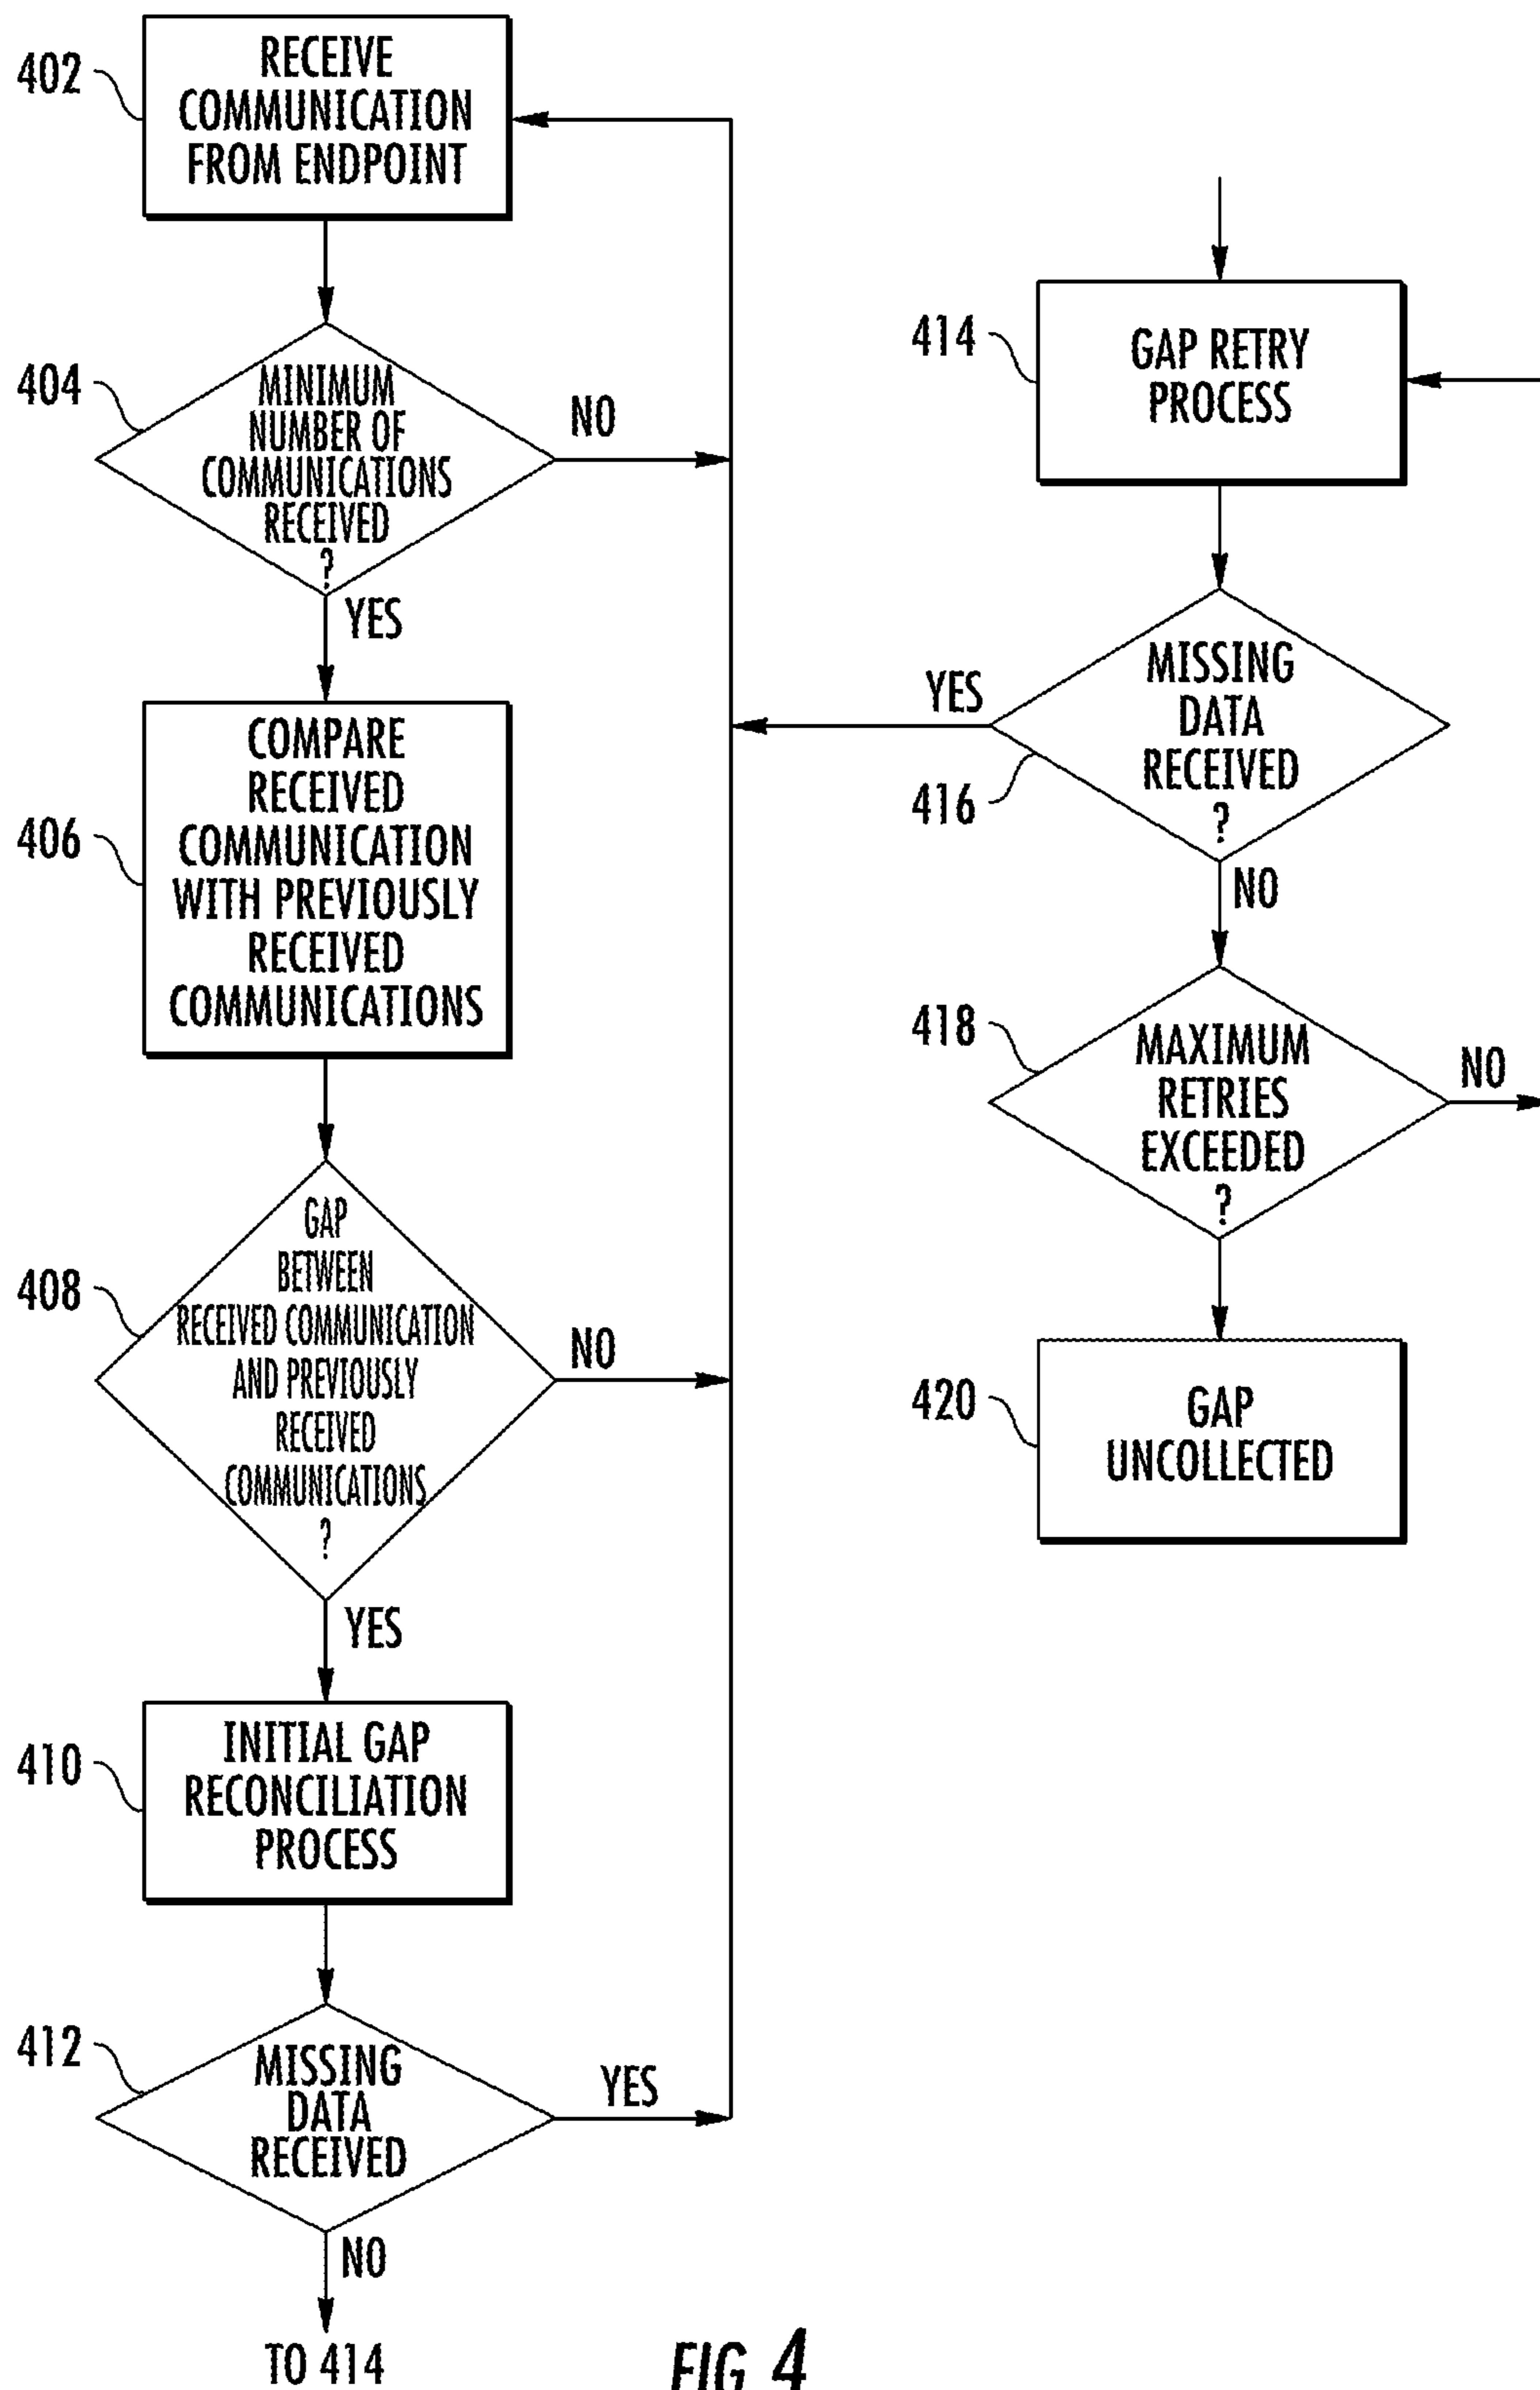 402
RECEIVE
COMMUNICATION
FROM ENDPOINT
404
MINIMUM
NUMBER OF
COMMUNICATIONS
RECEIVED
?
NO
YES
406
COMPARE
RECEIVED
COMMUNICATION
WITH PREVIOUSLY
RECEIVED
COMMUNICATIONS
408
GAP
BETWEEN
RECEIVED COMMUNICATION
AND PREVIOUSLY
RECEIVED
COMMUNICATIONS
?
NO
YES
410
INITIAL GAP
RECONCILIATION
PROCESS
412
MISSING
DATA
RECEIVED
YES
NO
TO 414
414
GAP RETRY
PROCESS
416
MISSING
DATA
RECEIVED
?
YES
NO
418
MAXIMUM
RETRIES
EXCEEDED
?
NO
420
GAP
UNCOLLECTED
FIG 4